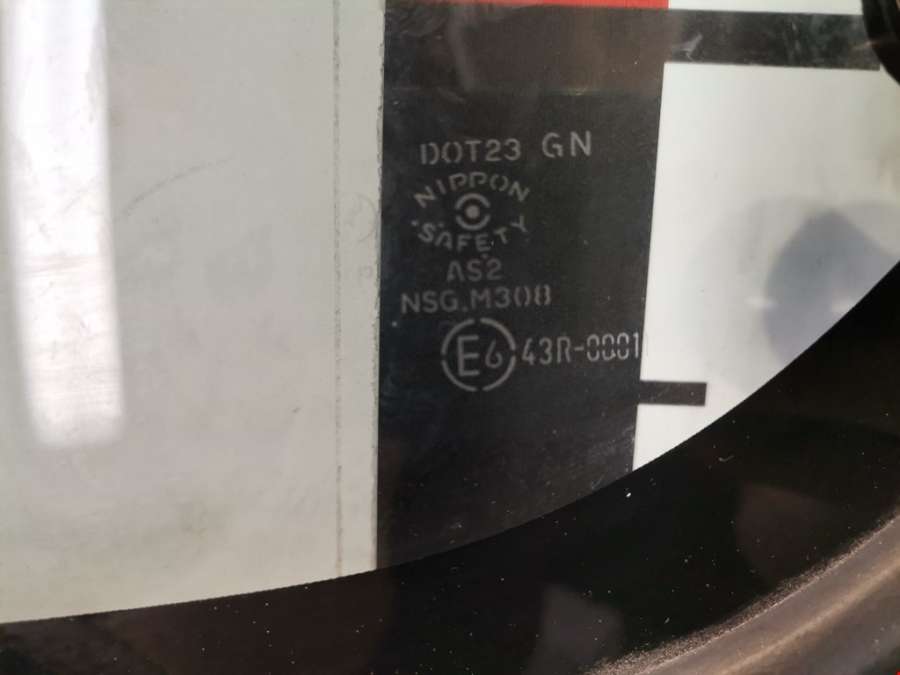 DOT23 GN
NIPPON
SAFETY
AS2
NSG.M308
E6 43R-0001